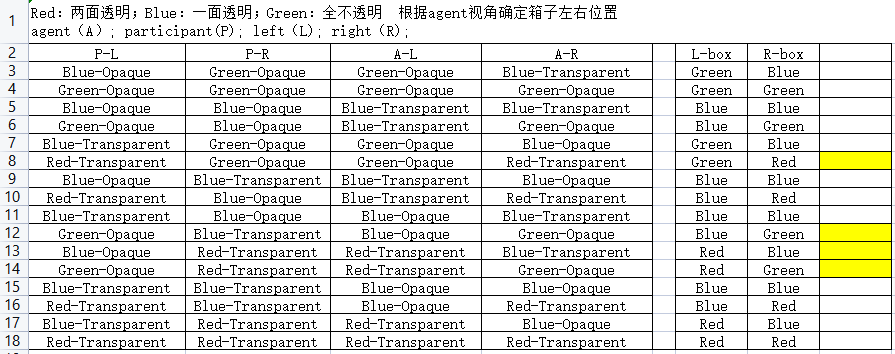 1 Red: 两面透明；Blue: 一面透明；Green: 全不透明 根据agent视角确定箱子左右位置
agent（A）; participant(P); left（L）; right（R）;
2 P-L P-R A-L A-R L-box R-box
3 Blue-Opaque Green-Opaque Green-Opaque Blue-Transparent Green Blue
4 Green-Opaque Green-Opaque Green-Opaque Green-Opaque Green Green
5 Blue-Opaque Blue-Opaque Blue-Transparent Blue-Transparent Blue Blue
6 Green-Opaque Blue-Opaque Blue-Transparent Green-Opaque Blue Green
7 Blue-Transparent Green-Opaque Green-Opaque Blue-Opaque Green Blue
8 Red-Transparent Green-Opaque Green-Opaque Red-Transparent Green Red
9 Blue-Opaque Blue-Transparent Blue-Transparent Blue-Opaque Blue Blue
10 Red-Transparent Blue-Opaque Blue-Transparent Red-Transparent Blue Red
11 Blue-Transparent Blue-Transparent Blue-Opaque Blue-Opaque Blue Blue
12 Green-Opaque Blue-Transparent Blue-Opaque Green-Opaque Blue Green
13 Blue-Opaque Red-Transparent Red-Transparent Blue-Transparent Red Blue
14 Green-Opaque Red-Transparent Red-Transparent Green-Opaque Red Green
15 Blue-Transparent Blue-Transparent Blue-Opaque Blue-Opaque Blue Blue
16 Red-Transparent Blue-Transparent Blue-Opaque Red-Transparent Blue Red
17 Blue-Transparent Red-Transparent Red-Transparent Blue-Opaque Red Blue
18 Red-Transparent Red-Transparent Red-Transparent Red-Transparent Red Red